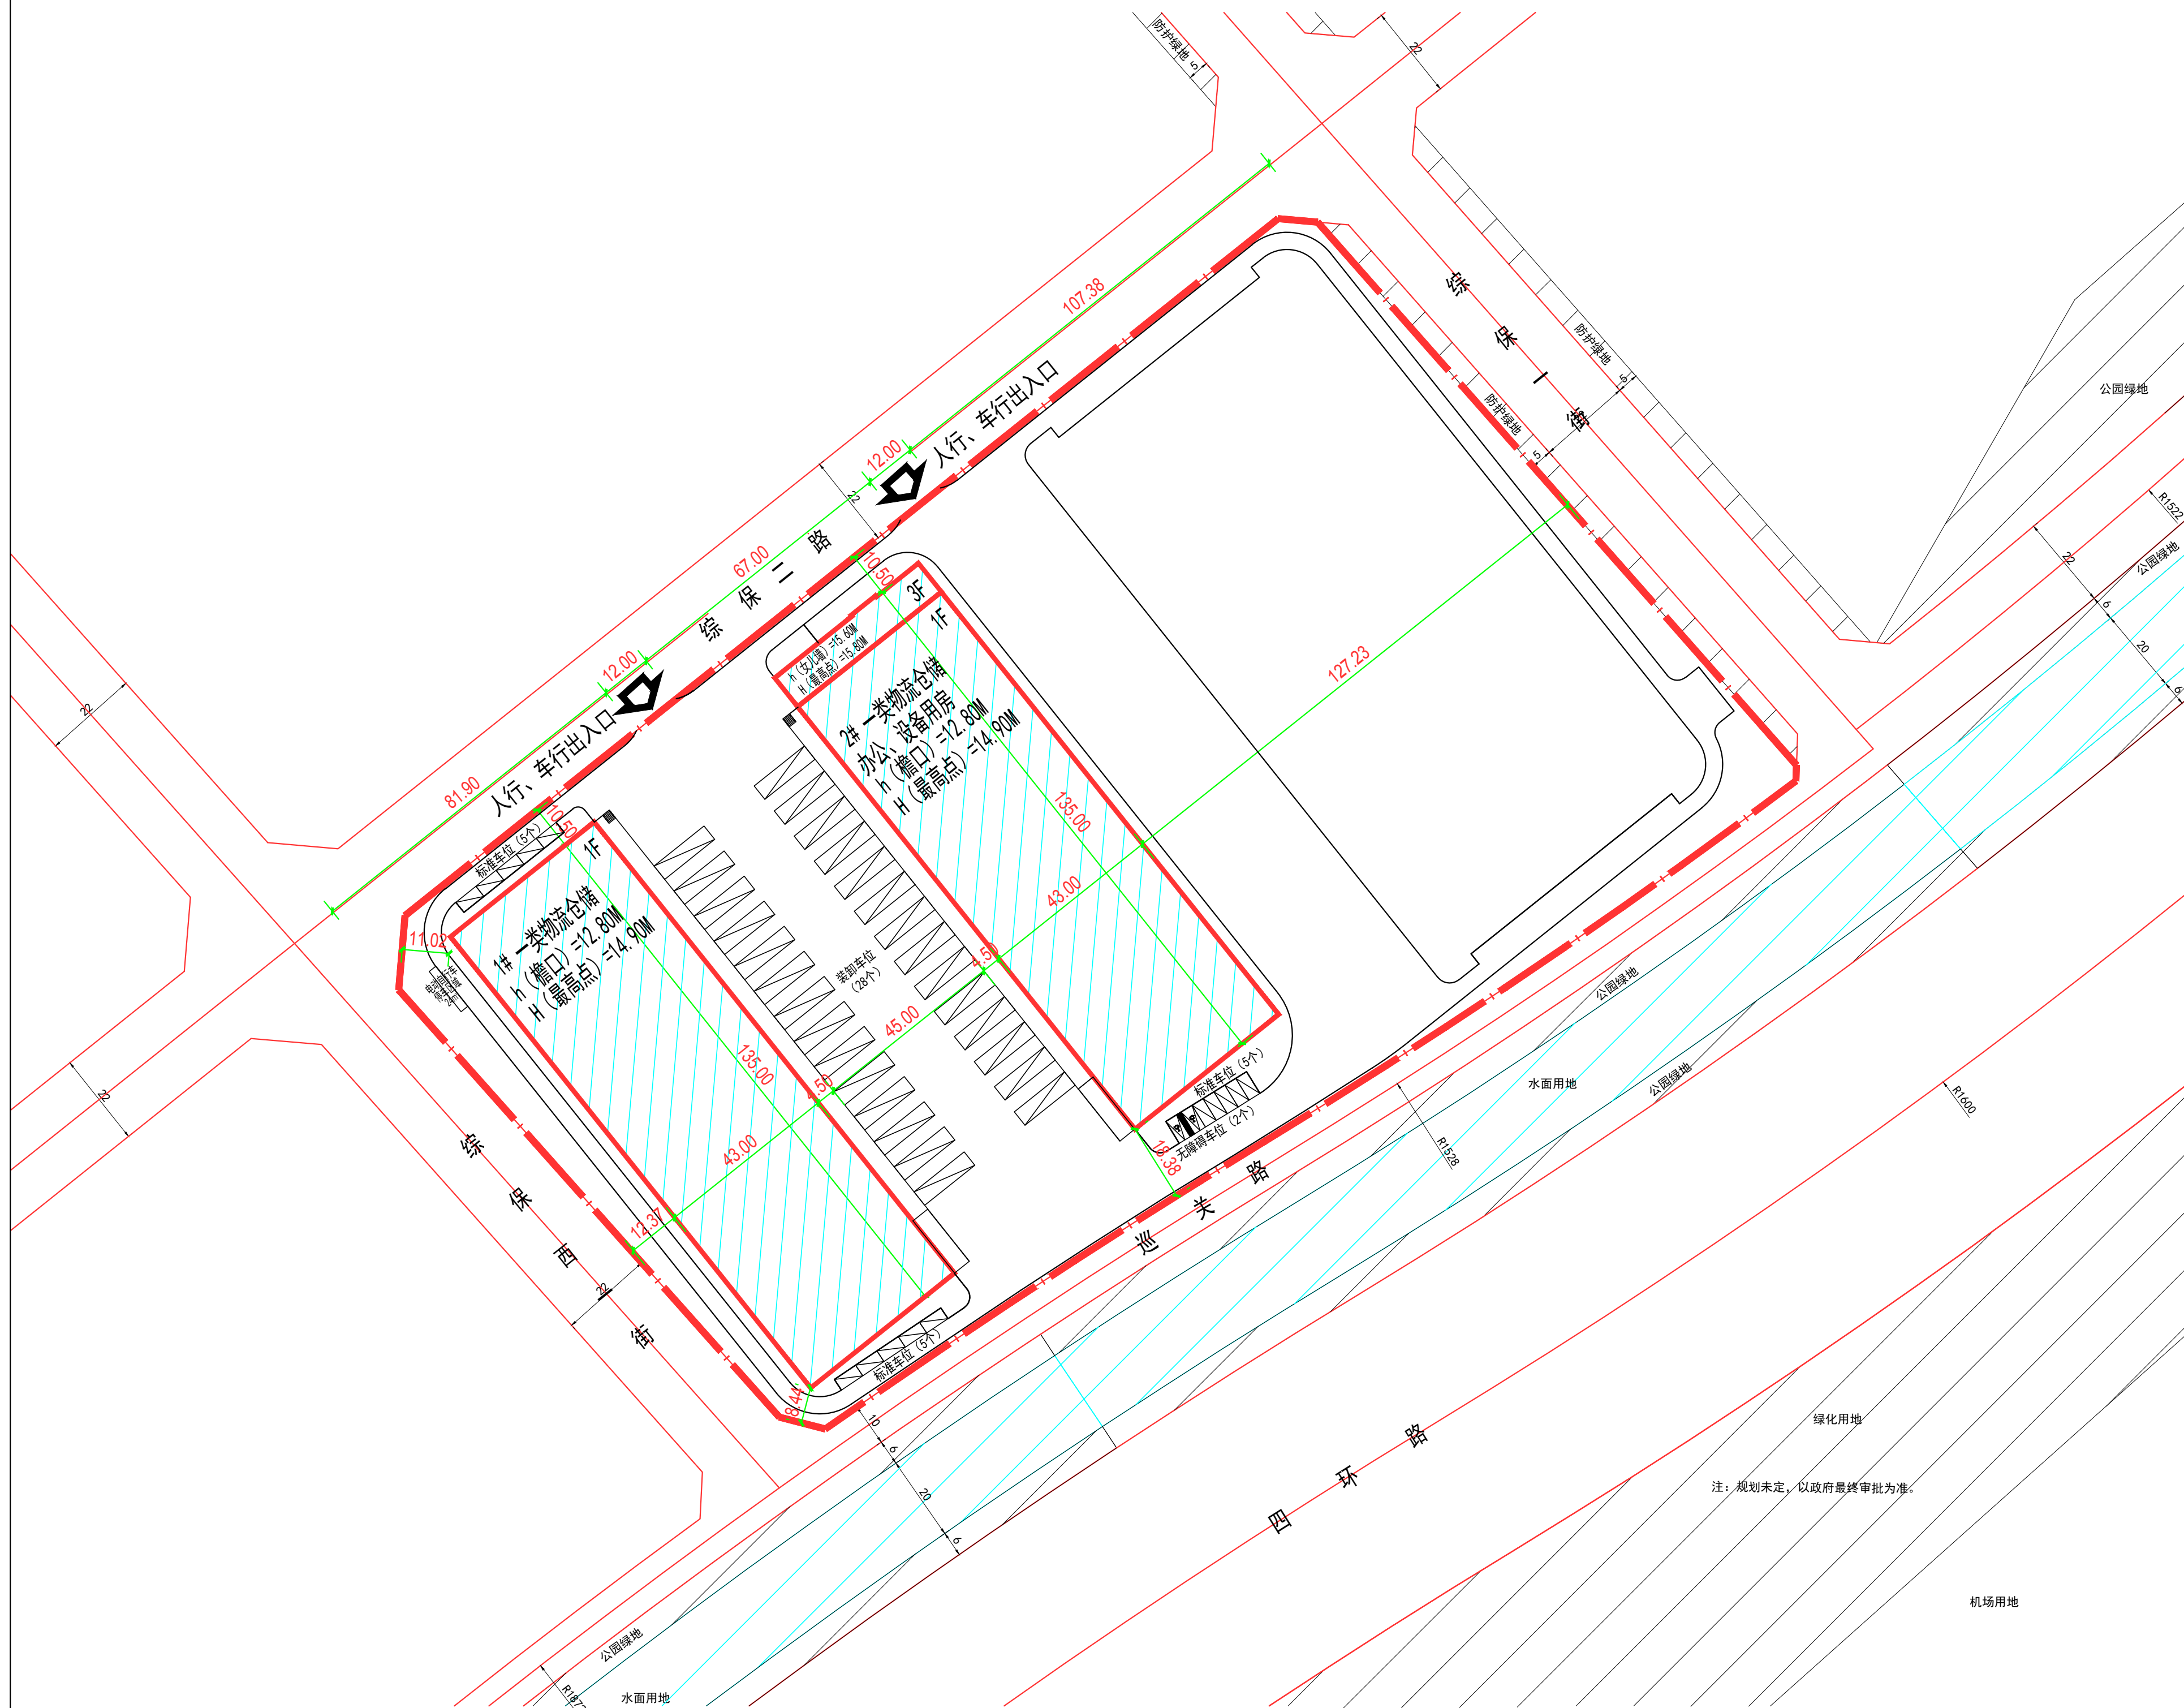 防护绿地
5
22
107.38
人行、车行出入口
12.00
22
综保一街
防护绿地
5
防护绿地
5
公园绿地
R1522
公园绿地
22
6
20
6
67.00
综保二路
10.50
3F
1F
h（女儿墙）=15.60M
H（最高点）=15.80M
2# 一类物流仓储
办公、设备用房
h（檐口）=12.80M
H（最高点）=14.90M
127.23
12.00
人行、车行出入口
81.90
22
10.50
标准车位（5个）
1F
1# 一类物流仓储
h（檐口）=12.80M
H（最高点）=14.90M
11.02
24㎡
装卸车位
（28个）
135.00
43.00
4.50
45.00
135.00
4.50
43.00
12.37
22
标准车位（5个）
无障碍车位（2个）
18.38
公园绿地
水面用地
公园绿地
R1528
R1600
巡关路
综保西一街
22
标准车位（5个）
8.44
10
6
20
6
四环路
绿化用地
注：规划未定，以政府最终审批为准。
机场用地
公园绿地
水面用地